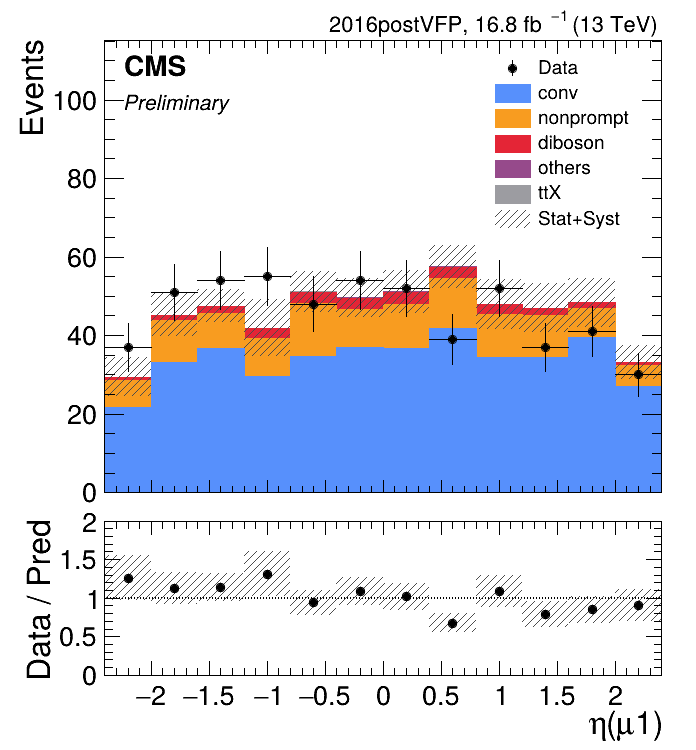 2016postVFP, 16.8 fb⁻¹ (13 TeV)
CMS
Preliminary
Events
100
80
60
40
20
0
Data
conv
nonprompt
diboson
others
ttX
Stat+Syst
Data / Pred
2
1.5
1
0.5
0
−2 −1.5 −1 −0.5 0 0.5 1 1.5 2
η(μ1)